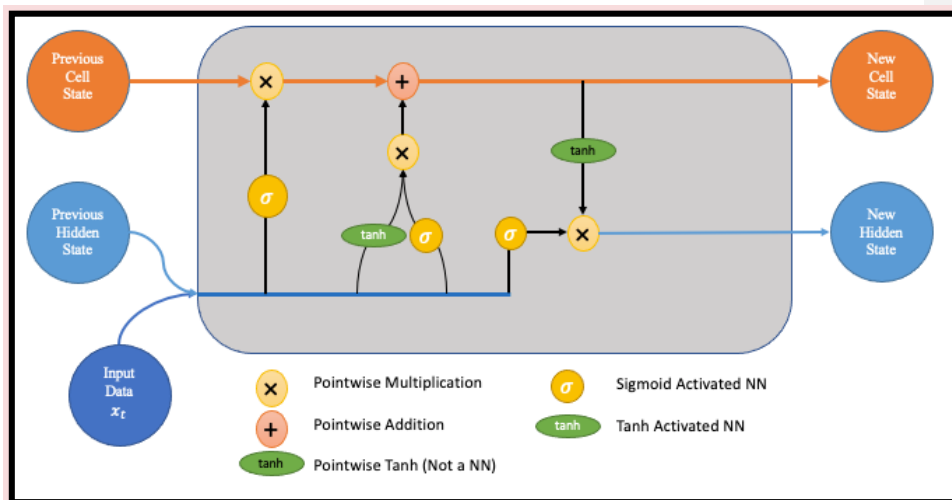 Previous
Cell
State
×
+
New
Cell
State
tanh
×
Previous
Hidden
State
σ
tanh
σ
σ
×
New
Hidden
State
Input
Data
x_t
× Pointwise Multiplication
σ Sigmoid Activated NN
+ Pointwise Addition
tanh Tanh Activated NN
tanh Pointwise Tanh (Not a NN)